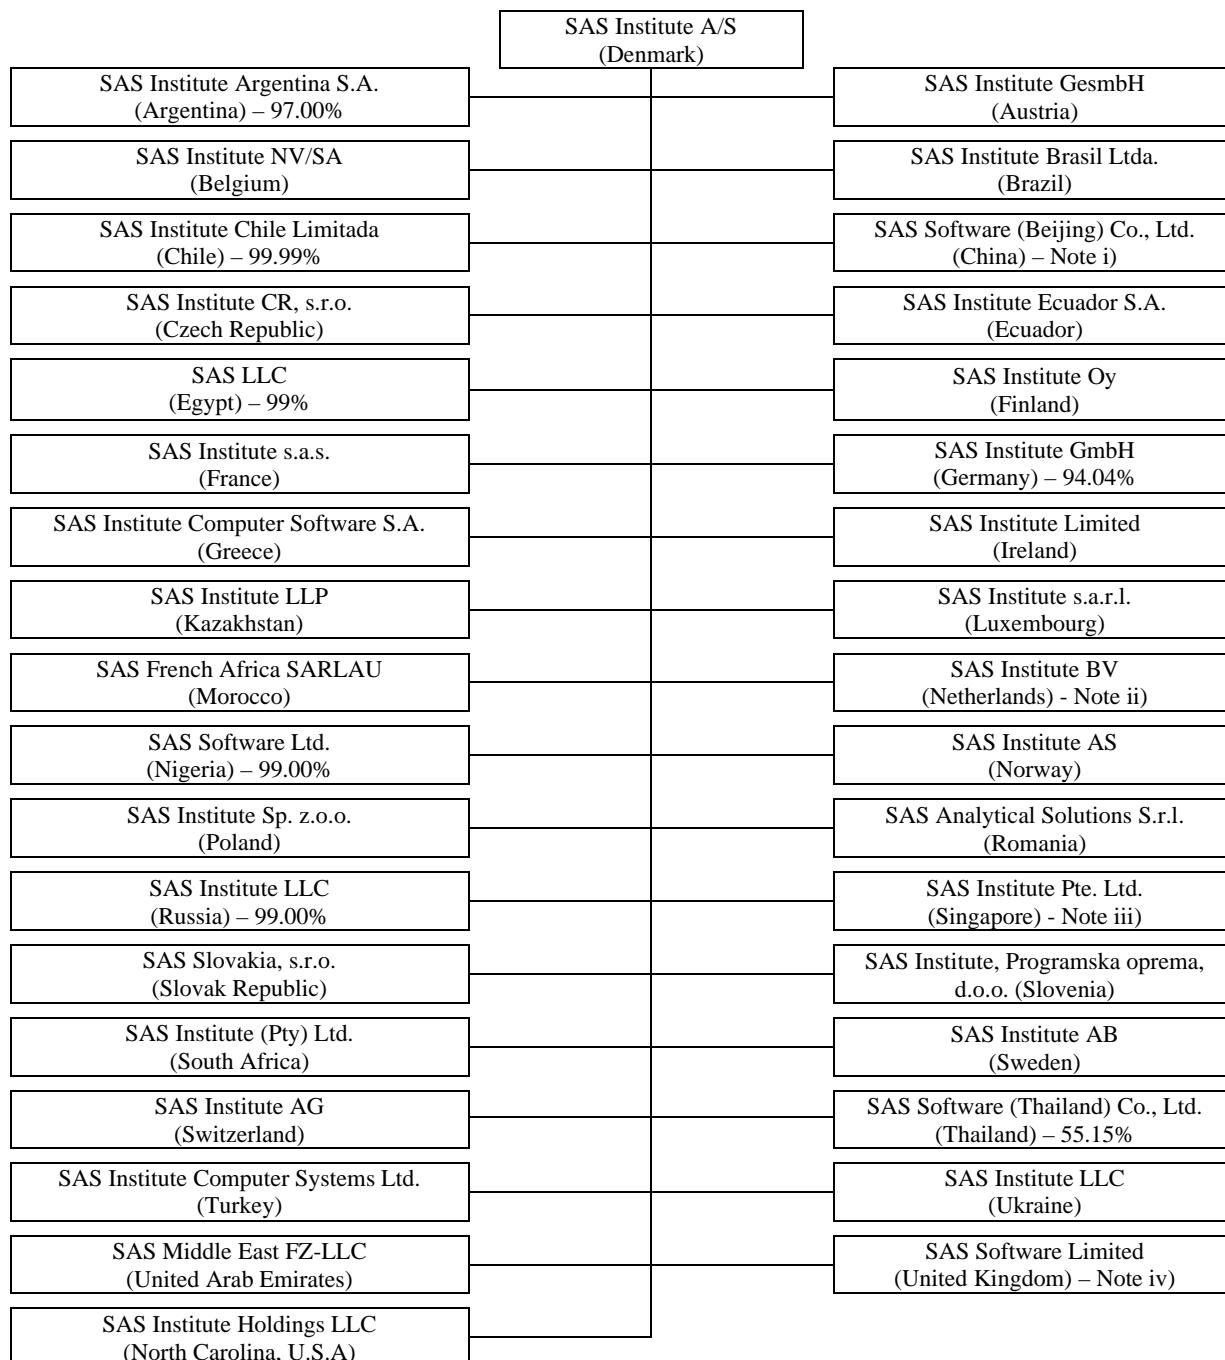 SAS Institute A/S
(Denmark)
SAS Institute Argentina S.A.
(Argentina) – 97.00%
SAS Institute GesmbH
(Austria)
SAS Institute NV/SA
(Belgium)
SAS Institute Brasil Ltda.
(Brazil)
SAS Institute Chile Limitada
(Chile) – 99.99%
SAS Software (Beijing) Co., Ltd.
(China) – Note i)
SAS Institute CR, s.r.o.
(Czech Republic)
SAS Institute Ecuador S.A.
(Ecuador)
SAS LLC
(Egypt) – 99%
SAS Institute Oy
(Finland)
SAS Institute s.a.s.
(France)
SAS Institute GmbH
(Germany) – 94.04%
SAS Institute Computer Software S.A.
(Greece)
SAS Institute Limited
(Ireland)
SAS Institute LLP
(Kazakhstan)
SAS Institute s.a.r.l.
(Luxembourg)
SAS French Africa SARLAU
(Morocco)
SAS Institute BV
(Netherlands) - Note ii)
SAS Software Ltd.
(Nigeria) – 99.00%
SAS Institute AS
(Norway)
SAS Institute Sp. z.o.o.
(Poland)
SAS Analytical Solutions S.r.l.
(Romania)
SAS Institute LLC
(Russia) – 99.00%
SAS Institute Pte. Ltd.
(Singapore) - Note iii)
SAS Slovakia, s.r.o.
(Slovak Republic)
SAS Institute, Programska oprema,
d.o.o. (Slovenia)
SAS Institute (Pty) Ltd.
(South Africa)
SAS Institute AB
(Sweden)
SAS Institute AG
(Switzerland)
SAS Software (Thailand) Co., Ltd.
(Thailand) – 55.15%
SAS Institute Computer Systems Ltd.
(Turkey)
SAS Institute LLC
(Ukraine)
SAS Middle East FZ-LLC
(United Arab Emirates)
SAS Software Limited
(United Kingdom) – Note iv)
SAS Institute Holdings LLC
(North Carolina, U.S.A)